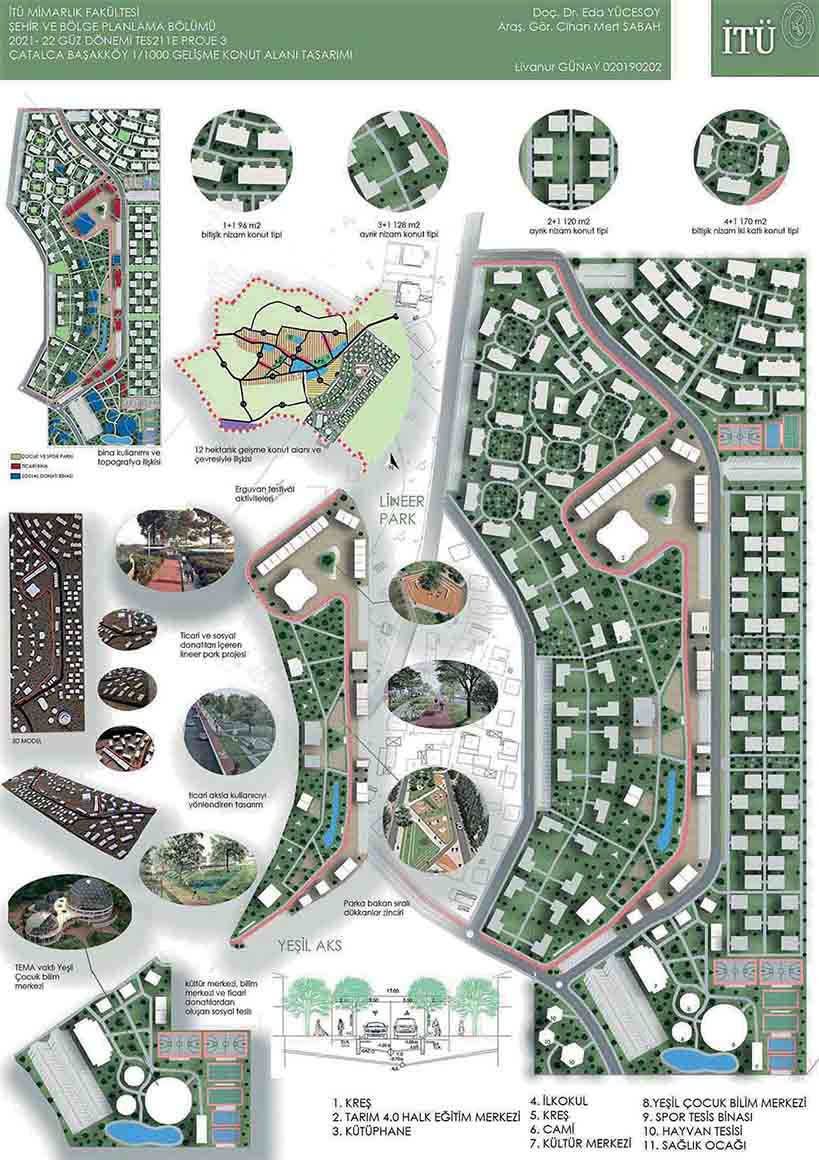 İTÜ MİMARLIK FAKÜLTESİ
ŞEHİR VE BÖLGE PLANLAMA BÖLÜMÜ
2021- 22 GÜZ DÖNEMİ TES211E PROJE 3
ÇATALCA BAŞAKKÖY 1/1000 GELİŞME KONUT ALANI TASARIMI
Doç. Dr. Eda YÜCESOY
Araş. Gör. Cihan Mert SABAH
Livanur GÜNAY 020190202
İTÜ
1+1 96 m2
bitişik nizam konut tipi
3+1 128 m2
ayrık nizam konut tipi
2+1 120 m2
ayrık nizam konut tipi
4+1 170 m2
bitişik nizam iki katlı konut tipi
ÇOCUK VE SPOR PARKI
TİCARİ BİNA
SOSYAL DONATI BİNASI
bina kullanımı ve
topografya ilişkisi
12 hektarlık gelişme konut alanı ve
çevresiyle ilişkisi
Erguvan festival
aktiviteleri
LİNEER
PARK
Ticari ve sosyal
donatıları içeren
lineer park projesi
3D MODEL
ticari aksla kullanıcıyı
yönlendiren tasarım
Parka bakan sıralı
dükkanlar zinciri
YEŞİL AKS
TEMA vakfı Yeşil
Çocuk bilim
merkezi
kültür merkezi, bilim
merkezi ve ticari
donatılardan
oluşan sosyal tesis
1. KREŞ
2. TARIM 4.0 HALK EĞİTİM MERKEZİ
3. KÜTÜPHANE
4. İLKOKUL
5. KREŞ
6. CAMİ
7. KÜLTÜR MERKEZİ
8.YEŞİL ÇOCUK BİLİM MERKEZİ
9. SPOR TESİS BİNASI
10. HAYVAN TESİSİ
11. SAĞLIK OCAĞI